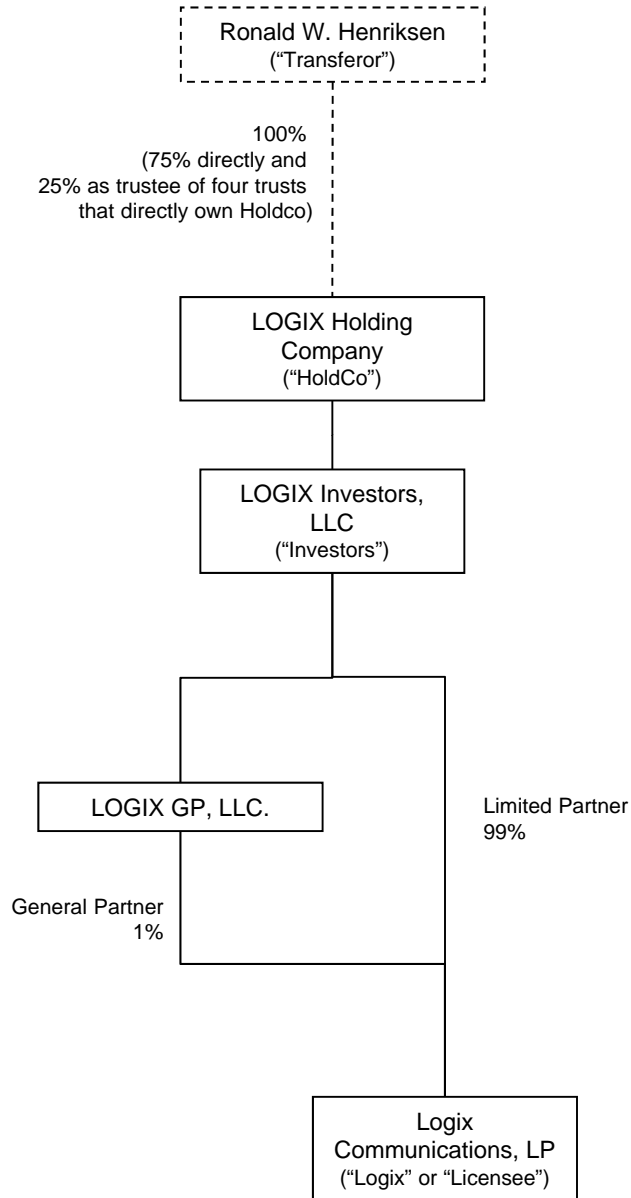 Ronald W. Henriksen
(“Transferor”)
100%
(75% directly and
25% as trustee of four trusts
that directly own Holdco)
LOGIX Holding
Company
(“HoldCo”)
LOGIX Investors,
LLC
(“Investors”)
LOGIX GP, LLC.
Limited Partner
99%
General Partner
1%
Logix
Communications, LP
(“Logix” or “Licensee”)